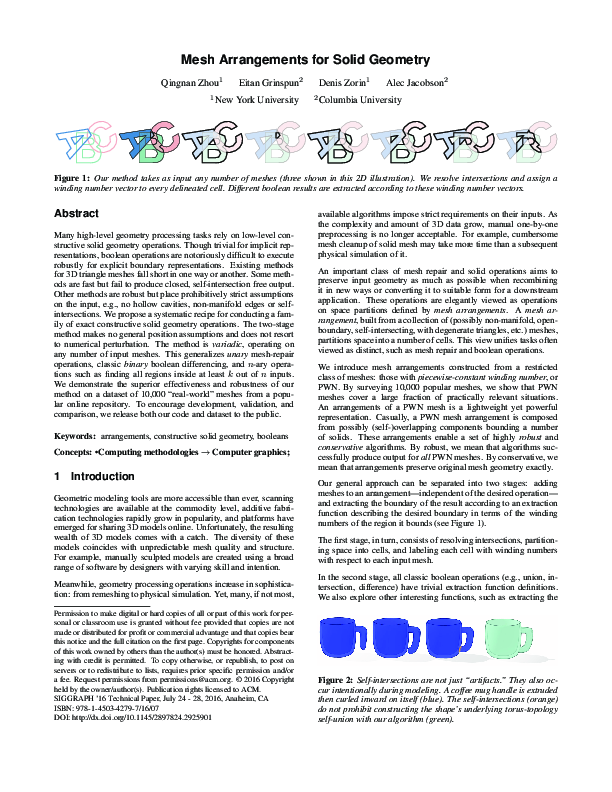 Mesh Arrangements for Solid Geometry
Qingnan Zhou1 Eitan Grinspun2 Denis Zorin1 Alec Jacobson2
1New York University 2Columbia University
Figure 1: Our method takes as input any number of meshes (three shown in this 2D illustration). We resolve intersections and assign a
winding number vector to every delineated cell. Different boolean results are extracted according to these winding number vectors.
Abstract
Many high-level geometry processing tasks rely on low-level con-
structive solid geometry operations. Though trivial for implicit rep-
resentations, boolean operations are notoriously difficult to execute
robustly for explicit boundary representations. Existing methods
for 3D triangle meshes fall short in one way or another. Some meth-
ods are fast but fail to produce closed, self-intersection free output.
Other methods are robust but place prohibitively strict assumptions
on the input, e.g., no hollow cavities, non-manifold edges or self-
intersections. We propose a systematic recipe for conducting a fam-
ily of exact constructive solid geometry operations. The two-stage
method makes no general position assumptions and does not resort
to numerical perturbation. The method is variadic, operating on
any number of input meshes. This generalizes unary mesh-repair
operations, classic binary boolean differencing, and n-ary opera-
tions such as finding all regions inside at least k out of n inputs.
We demonstrate the superior effectiveness and robustness of our
method on a dataset of 10,000 “real-world” meshes from a popu-
lar online repository. To encourage development, validation, and
comparison, we release both our code and dataset to the public.
Keywords: arrangements, constructive solid geometry, booleans
Concepts: •Computing methodologies → Computer graphics;
1 Introduction
Geometric modeling tools are more accessible than ever, scanning
technologies are available at the commodity level, additive fabri-
cation technologies rapidly grow in popularity, and platforms have
emerged for sharing 3D models online. Unfortunately, the resulting
wealth of 3D models comes with a catch. The diversity of these
models coincides with unpredictable mesh quality and structure.
For example, manually sculpted models are created using a broad
range of software by designers with varying skill and intention.
Meanwhile, geometry processing operations increase in sophistica-
tion: from remeshing to physical simulation. Yet, many, if not most,
Permission to make digital or hard copies of all or part of this work for per-
sonal or classroom use is granted without fee provided that copies are not
made or distributed for profit or commercial advantage and that copies bear
this notice and the full citation on the first page. Copyrights for components
of this work owned by others than the author(s) must be honored. Abstract-
ing with credit is permitted. To copy otherwise, or republish, to post on
servers or to redistribute to lists, requires prior specific permission and/or
a fee. Request permissions from permissions@acm.org. © 2016 Copyright
held by the owner/author(s). Publication rights licensed to ACM.
SIGGRAPH '16 Technical Paper, July 24 - 28, 2016, Anaheim, CA
ISBN: 978-1-4503-4279-7/16/07
DOI: http://dx.doi.org/10.1145/2897824.2925901
available algorithms impose strict requirements on their inputs. As
the complexity and amount of 3D data grow, manual one-by-one
preprocessing is no longer acceptable. For example, cumbersome
mesh cleanup of solid mesh may take more time than a subsequent
physical simulation of it.
An important class of mesh repair and solid operations aims to
preserve input geometry as much as possible when recombining
it in new ways or converting it to suitable form for a downstream
application. These operations are elegantly viewed as operations
on space partitions defined by mesh arrangements. A mesh ar-
rangement, built from a collection of (possibly non-manifold, open-
boundary, self-intersecting, with degenerate triangles, etc.) meshes,
partitions space into a number of cells. This view unifies tasks often
viewed as distinct, such as mesh repair and boolean operations.
We introduce mesh arrangements constructed from a restricted
class of meshes: those with piecewise-constant winding number, or
PWN. By surveying 10,000 popular meshes, we show that PWN
meshes cover a large fraction of practically relevant situations.
An arrangements of a PWN mesh is a lightweight yet powerful
representation. Casually, a PWN mesh arrangement is composed
from possibly (self-)overlapping components bounding a number
of solids. These arrangements enable a set of highly robust and
conservative algorithms. By robust, we mean that algorithms suc-
cessfully produce output for all PWN meshes. By conservative, we
mean that arrangements preserve original mesh geometry exactly.
Our general approach can be separated into two stages: adding
meshes to an arrangement—independent of the desired operation—
and extracting the boundary of the result according to an extraction
function describing the desired boundary in terms of the winding
numbers of the region it bounds (see Figure 1).
The first stage, in turn, consists of resolving intersections, partition-
ing space into cells, and labeling each cell with winding numbers
with respect to each input mesh.
In the second stage, all classic boolean operations (e.g., union, in-
tersection, difference) have trivial extraction function definitions.
We also explore other interesting functions, such as extracting the
Figure 2: Self-intersections are not just “artifacts.” They also oc-
cur intentionally during modeling. A coffee mug handle is extruded
then curled inward on itself (blue). The self-intersections (orange)
do not prohibit constructing the shape's underlying torus-topology
self-union with our algorithm (green).